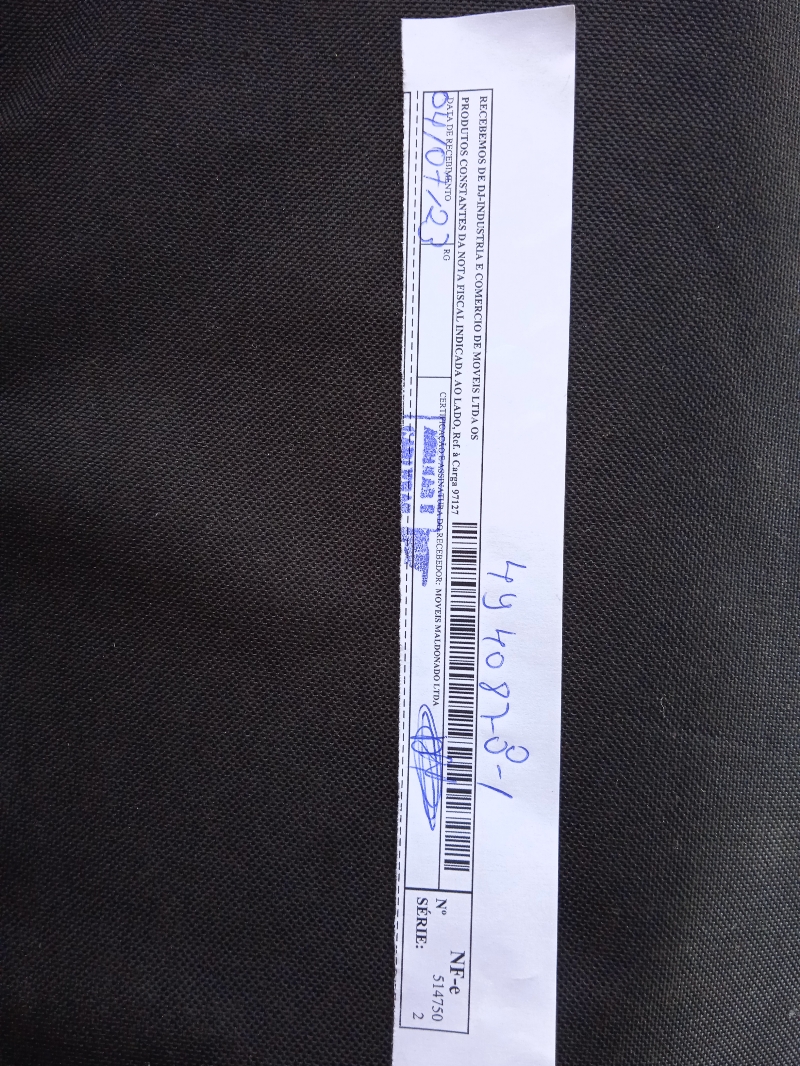 RECEBEMOS DE DJ-INDUSTRIA E COMERCIO DE MOVEIS LTDA OS
PRODUTOS CONSTANTES DA NOTA FISCAL INDICADA AO LADO, Ref. à Carga 97127
4940878-1
DATA DE RECEBIMENTO
04/07/23
RG
CERTIFICAÇÃO E ASSINATURA DO RECEBEDOR: MOVEIS MALDONADO LTDA
NF-e
Nº 514750
SÉRIE: 2